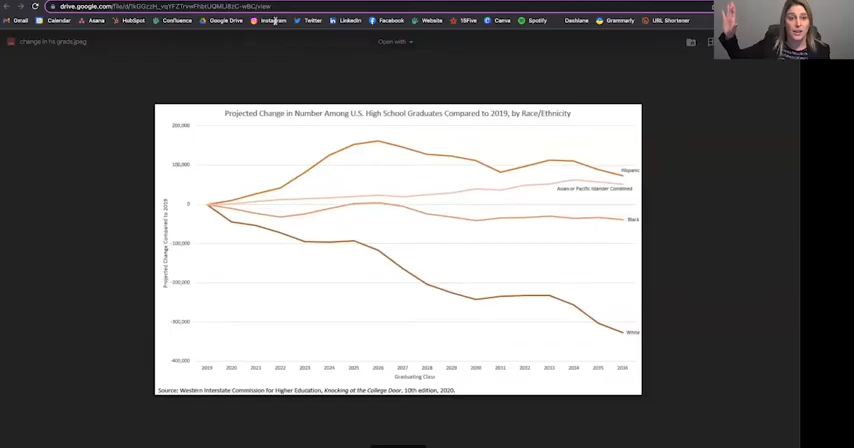 drive.google.com/file/d/
/view
Gmail Calendar Asana HubSpot Confluence Google Drive Instagram Twitter LinkedIn Facebook Website 15Five Canva Spotify Dashlane Grammarly URL Shortener
change in hs grads.jpeg
Open with
Projected Change in Number Among U.S. High School Graduates Compared to 2019, by Race/Ethnicity
200,000
100,000
0
-100,000
-200,000
-300,000
-400,000
Projected Change Compared to 2019
Hispanic
Asian or Pacific Islander Combined
Black
White
2019 2020 2021 2022 2023 2024 2025 2026 2027 2028 2029 2030 2031 2032 2033 2034 2035 2036
Graduating Class
Source: Western Interstate Commission for Higher Education, Knocking at the College Door, 10th edition, 2020.